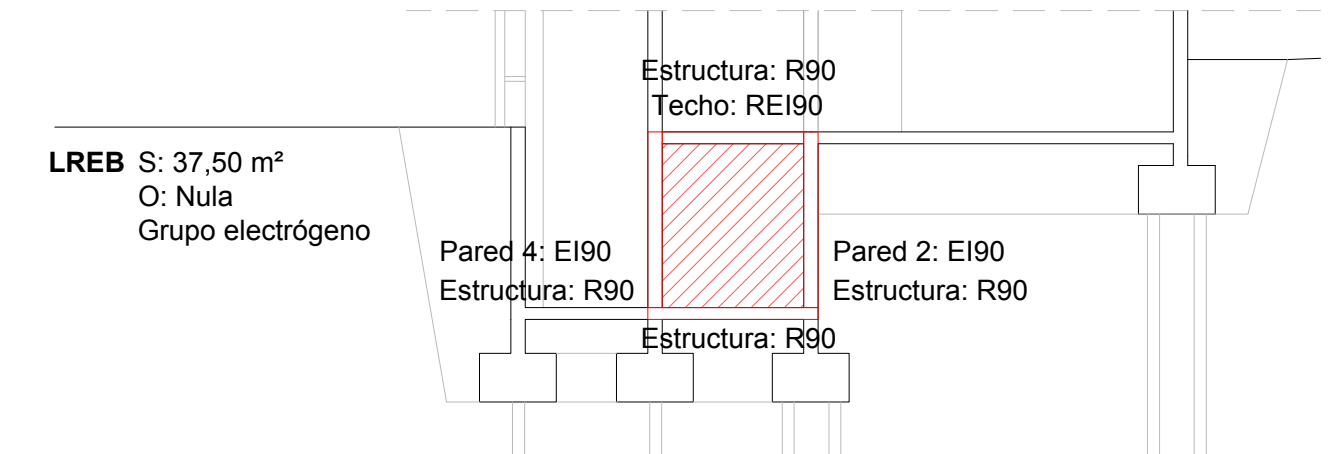 Estructura: R90
Techo: REI90
LREB S: 37,50 m²
O: Nula
Grupo electrógeno
Pared 4: EI90
Estructura: R90
Pared 2: EI90
Estructura: R90
Estructura: R90